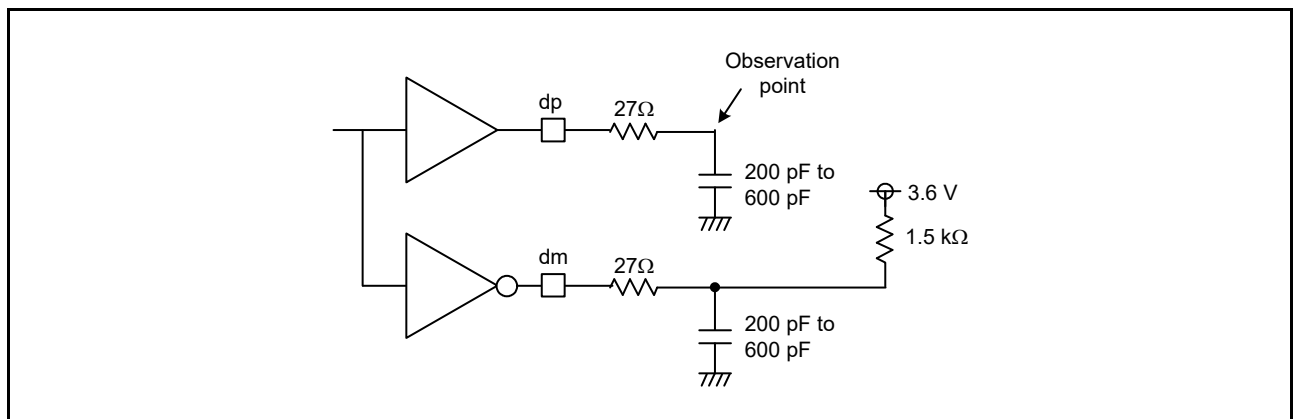 Observation
point
dp
27Ω
200 pF to
600 pF
3.6 V
1.5 kΩ
dm
27Ω
200 pF to
600 pF